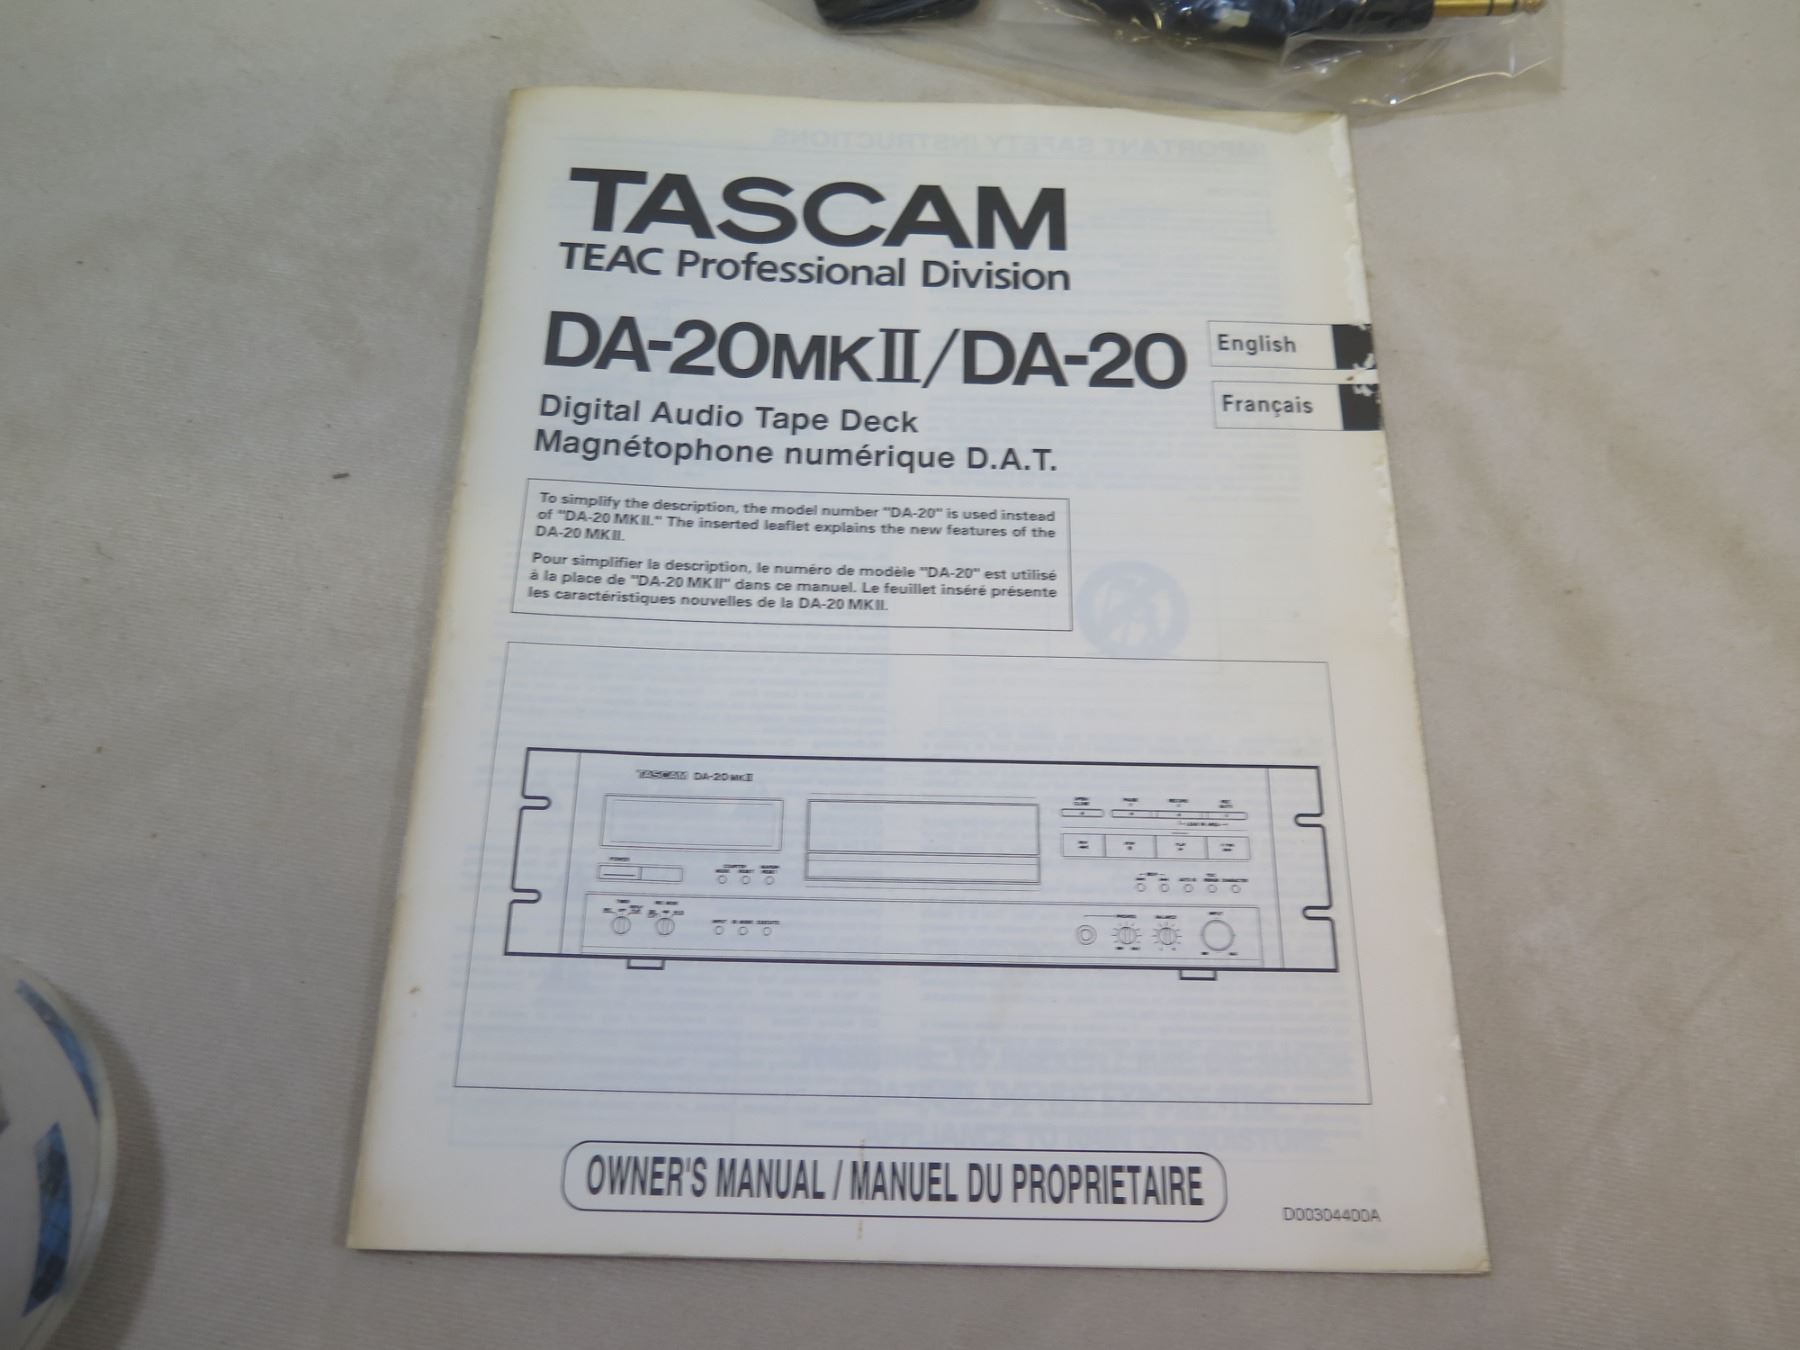 TASCAM
TEAC Professional Division
DA-20MKII/DA-20
English
Français
Digital Audio Tape Deck
Magnétophone numérique D.A.T.
To simplify the description, the model number "DA-20" is used instead
of "DA-20 MKII." The inserted leaflet explains the new features of the
DA-20 MKII.
Pour simplifier la description, le numéro de modèle "DA-20" est utilisé
à la place de "DA-20 MKII" dans ce manuel. Le feuillet inséré présente
les caractéristiques nouvelles de la DA-20 MKII.
TASCAM DA-20MKII
POWER
OWNER'S MANUAL / MANUEL DU PROPRIETAIRE
D00304400A
IMPORTANT SAFETY INSTRUCTIONS